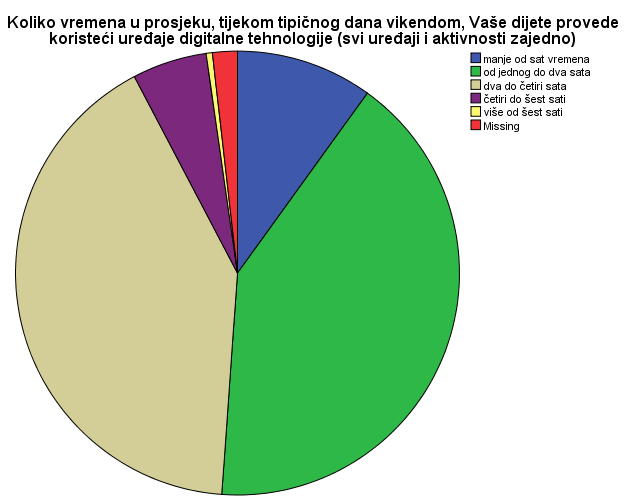 Koliko vremena u prosjeku, tijekom tipičnog dana vikendom, Vaše dijete provede
koristeći uređaje digitalne tehnologije (svi uređaji i aktivnosti zajedno)
manje od sat vremena
od jednog do dva sata
dva do četiri sata
četiri do šest sati
više od šest sati
Missing